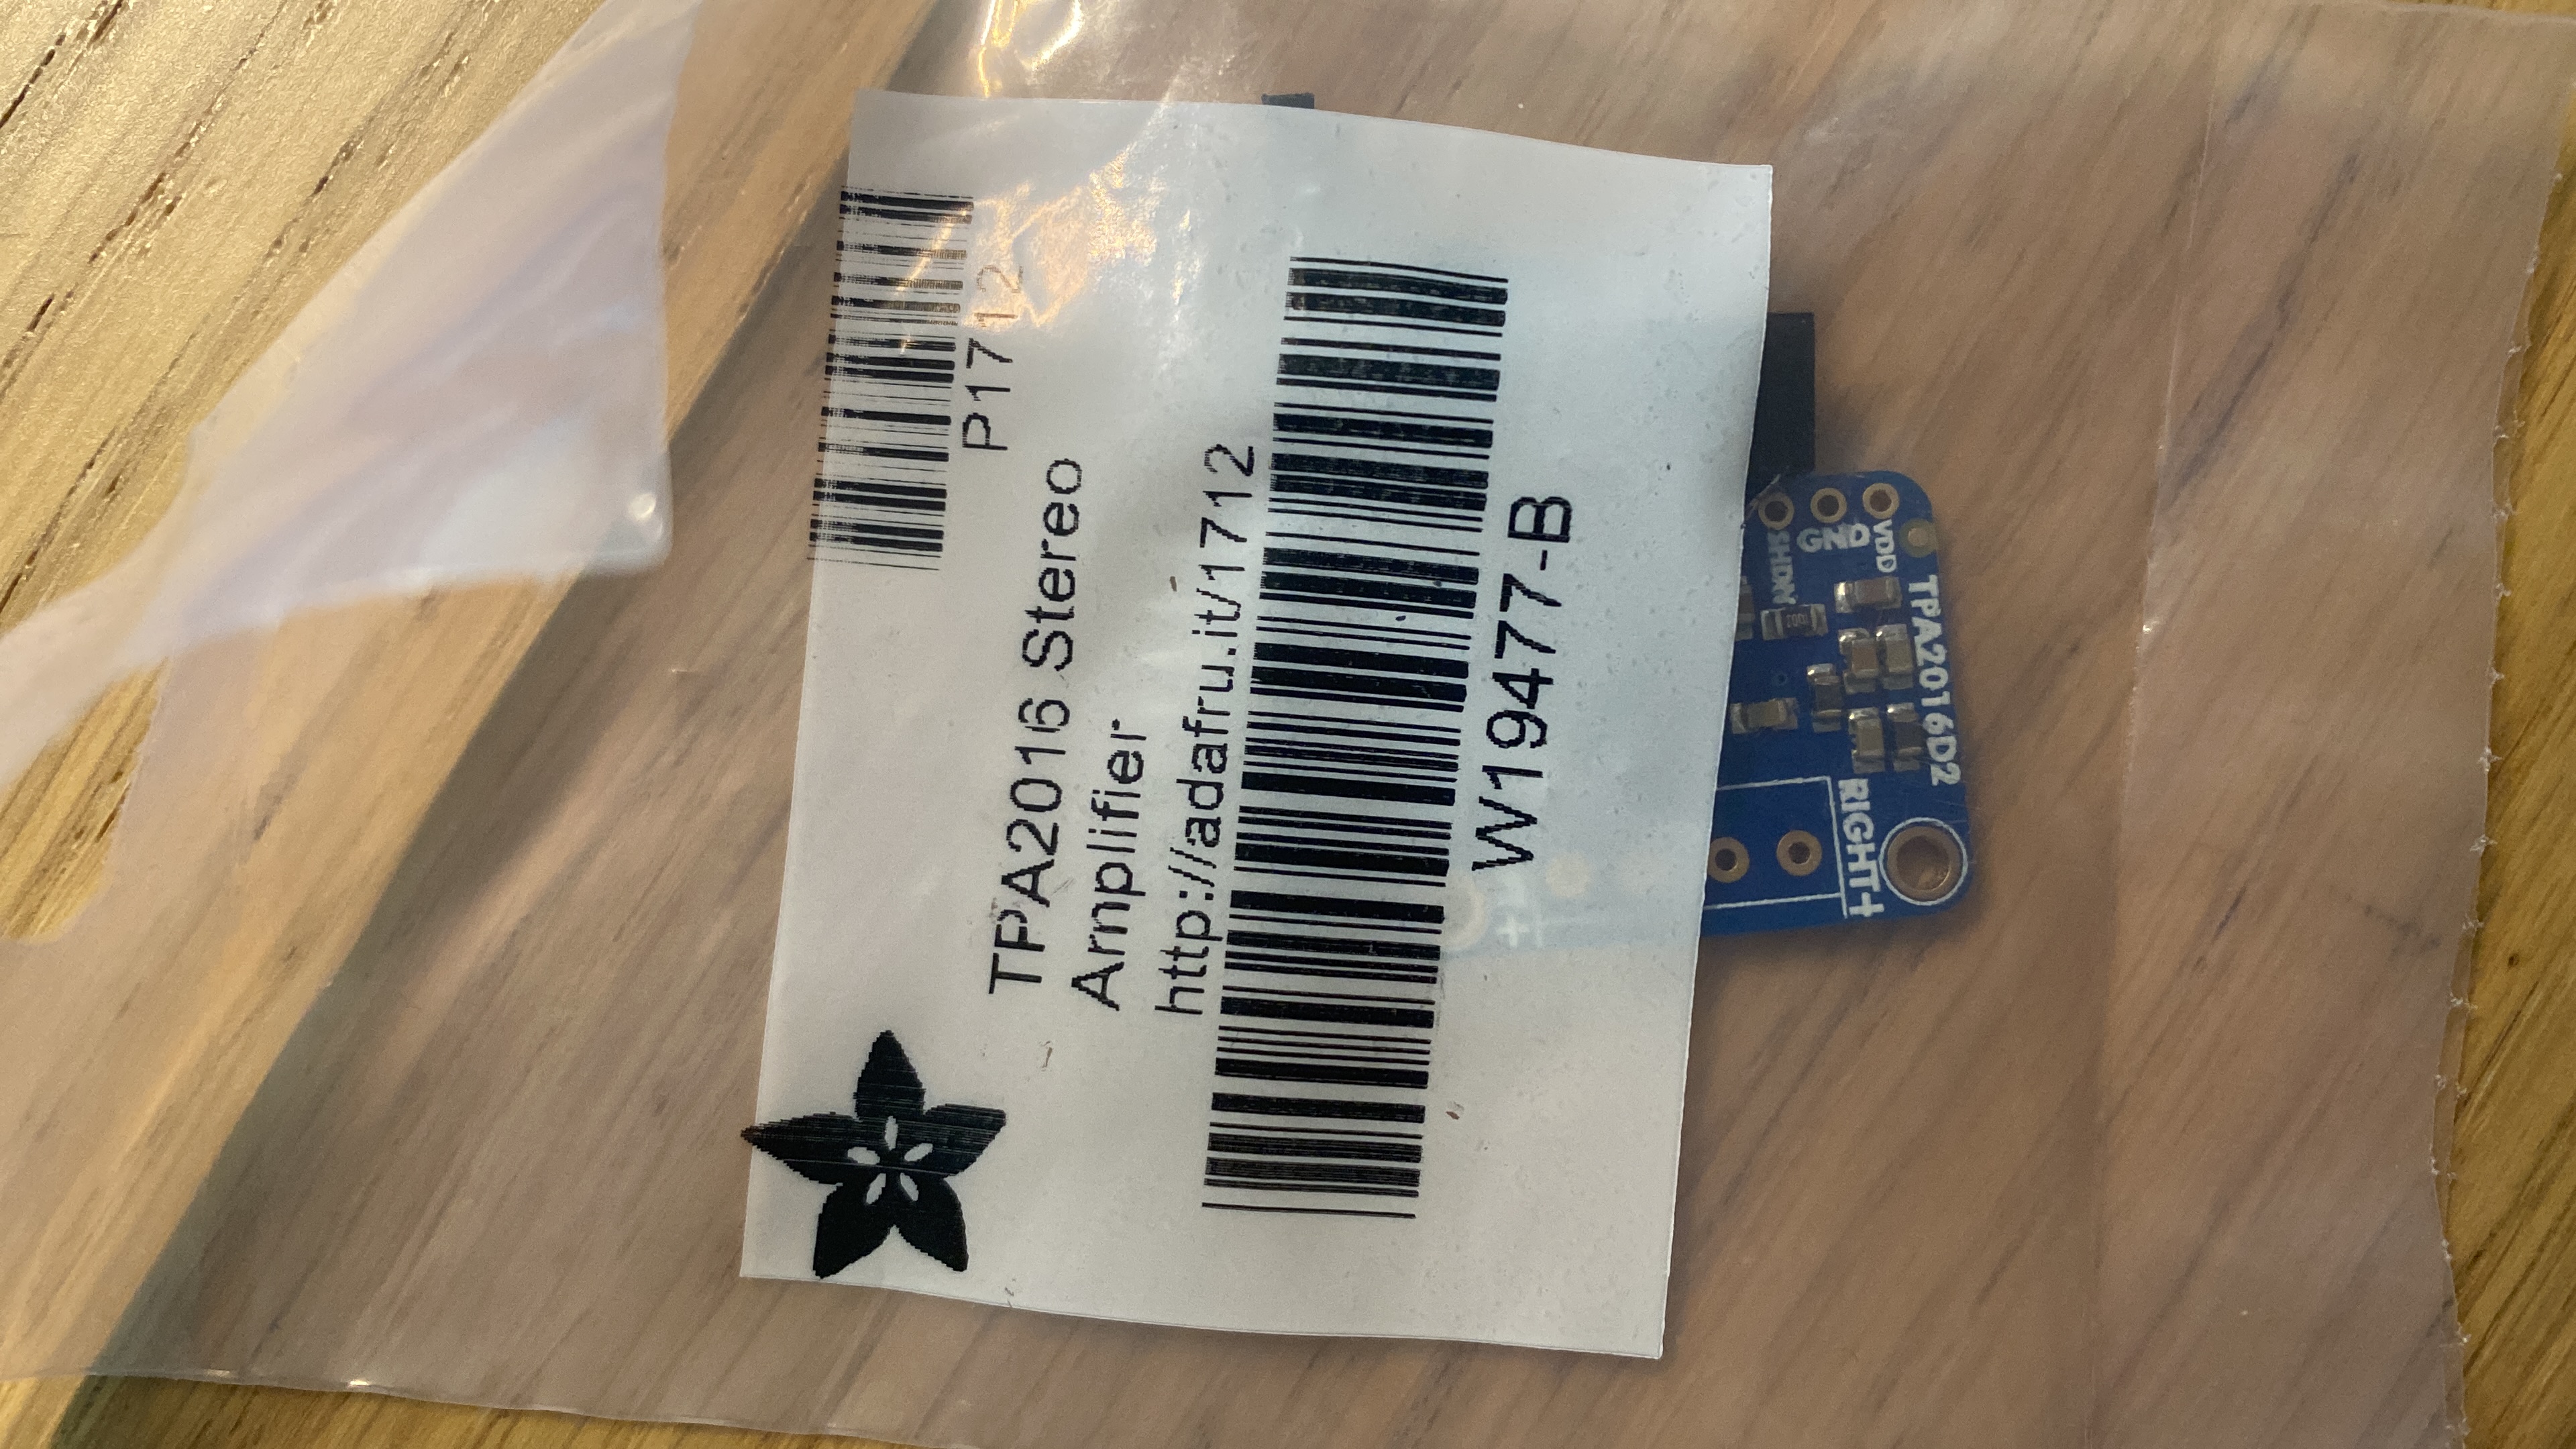 P1712
TPA2016 Stereo
Amplifier
http://adafru.it/1712
W19477-B
SHDN
GND
VDD
RIGHT+
TPA2016D2